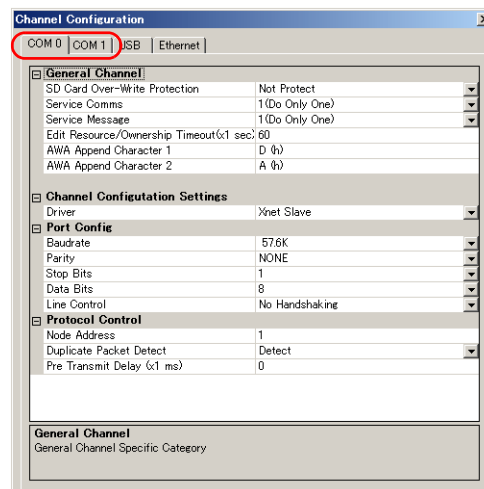 Channel Configuration
COM 0 COM 1 USB Ethernet
General Channel
SD Card Over-Write Protection Not Protect
Service Comms 1(Do Only One)
Service Message 1(Do Only One)
Edit Resource/Ownership Timeout(x1 sec) 60
AWA Append Character 1 D (h)
AWA Append Character 2 A (h)
Channel Configutation Settings
Driver Xnet Slave
Port Config
Baudrate 57.6K
Parity NONE
Stop Bits 1
Data Bits 8
Line Control No Handshaking
Protocol Control
Node Address 1
Duplicate Packet Detect Detect
Pre Transmit Delay (x1 ms) 0
General Channel
General Channel Specific Category